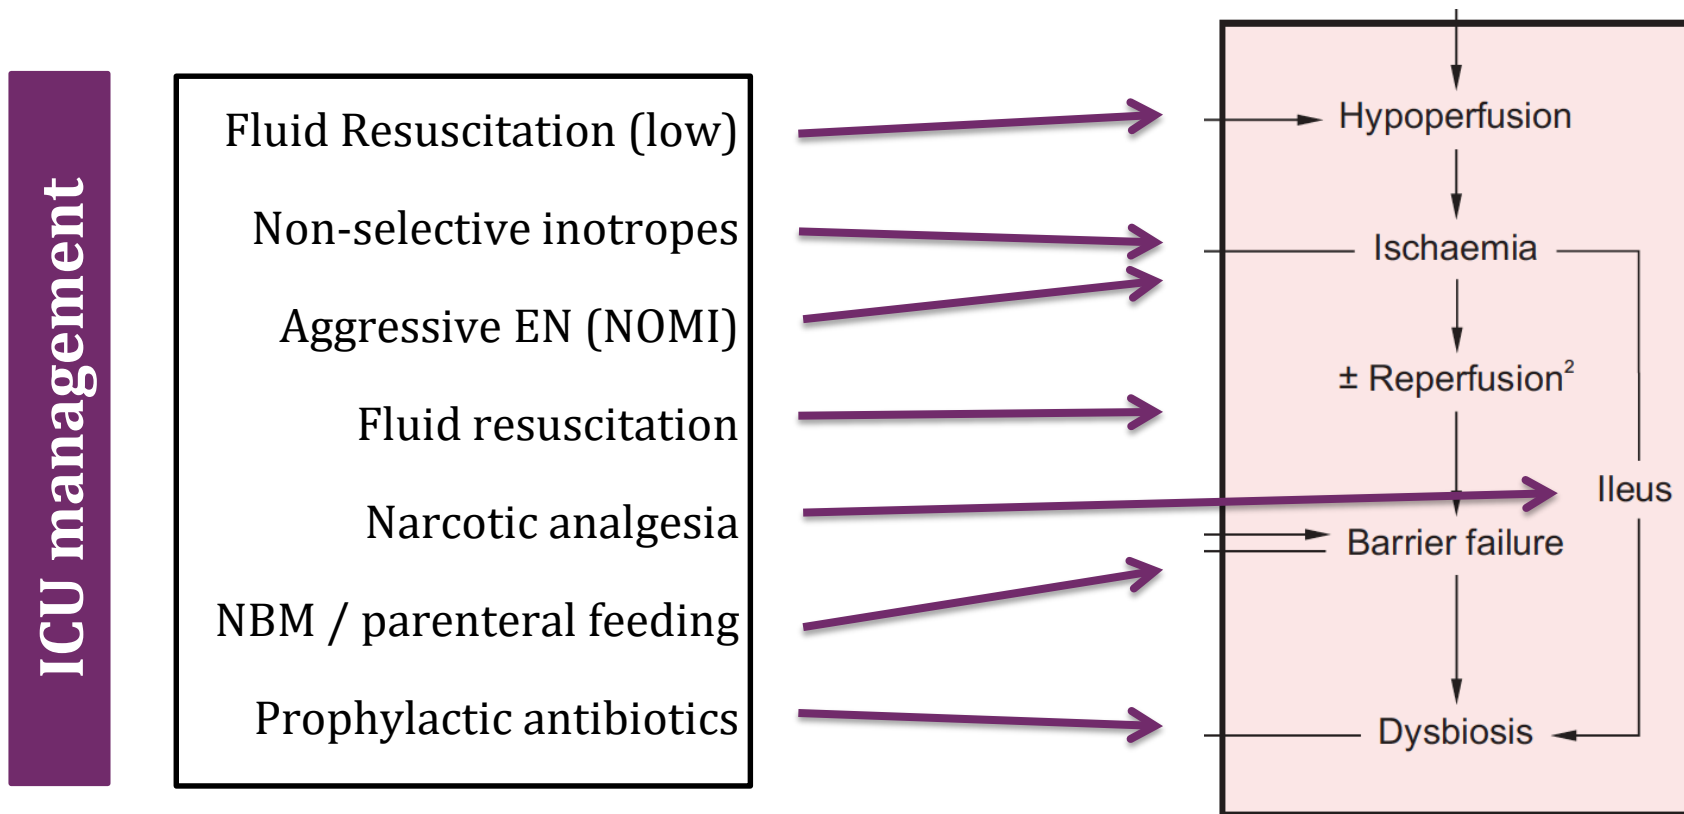 ICU management
Fluid Resuscitation (low)
Non-selective inotropes
Aggressive EN (NOMI)
Fluid resuscitation
Narcotic analgesia
NBM / parenteral feeding
Prophylactic antibiotics
Hypoperfusion
Ischaemia
± Reperfusion²
Ileus
Barrier failure
Dysbiosis